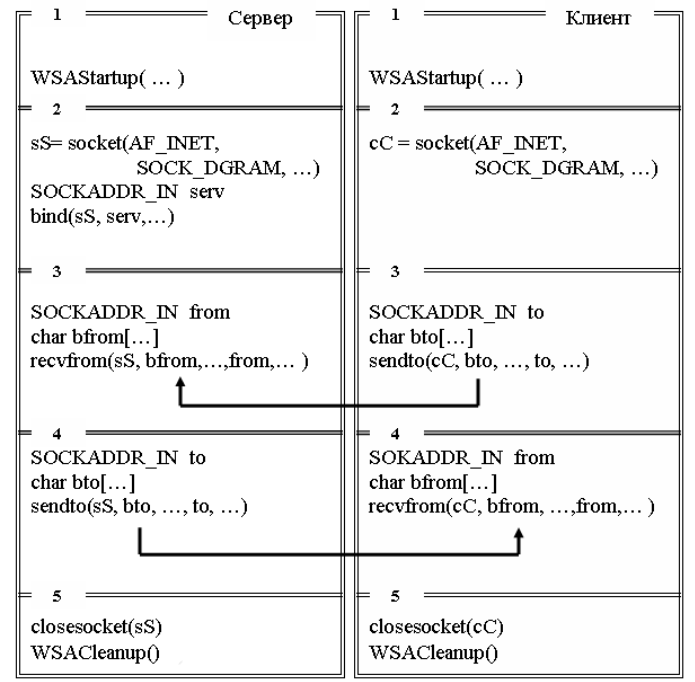 1 Сервер
WSAStartup( … )
2
sS= socket(AF_INET,
SOCK_DGRAM, …)
SOCKADDR_IN serv
bind(sS, serv,…)
3
SOCKADDR_IN from
char bfrom[…]
recvfrom(sS, bfrom,…,from,… )
4
SOCKADDR_IN to
char bto[…]
sendto(sS, bto, …, to, …)
5
closesocket(sS)
WSACleanup()
1 Клиент
WSAStartup( … )
2
cC = socket(AF_INET,
SOCK_DGRAM, …)
3
SOCKADDR_IN to
char bto[…]
sendto(cC, bto, …, to, …)
4
SOKADDR_IN from
char bfrom[…]
recvfrom(cC, bfrom, …,from,… )
5
closesocket(cC)
WSACleanup()